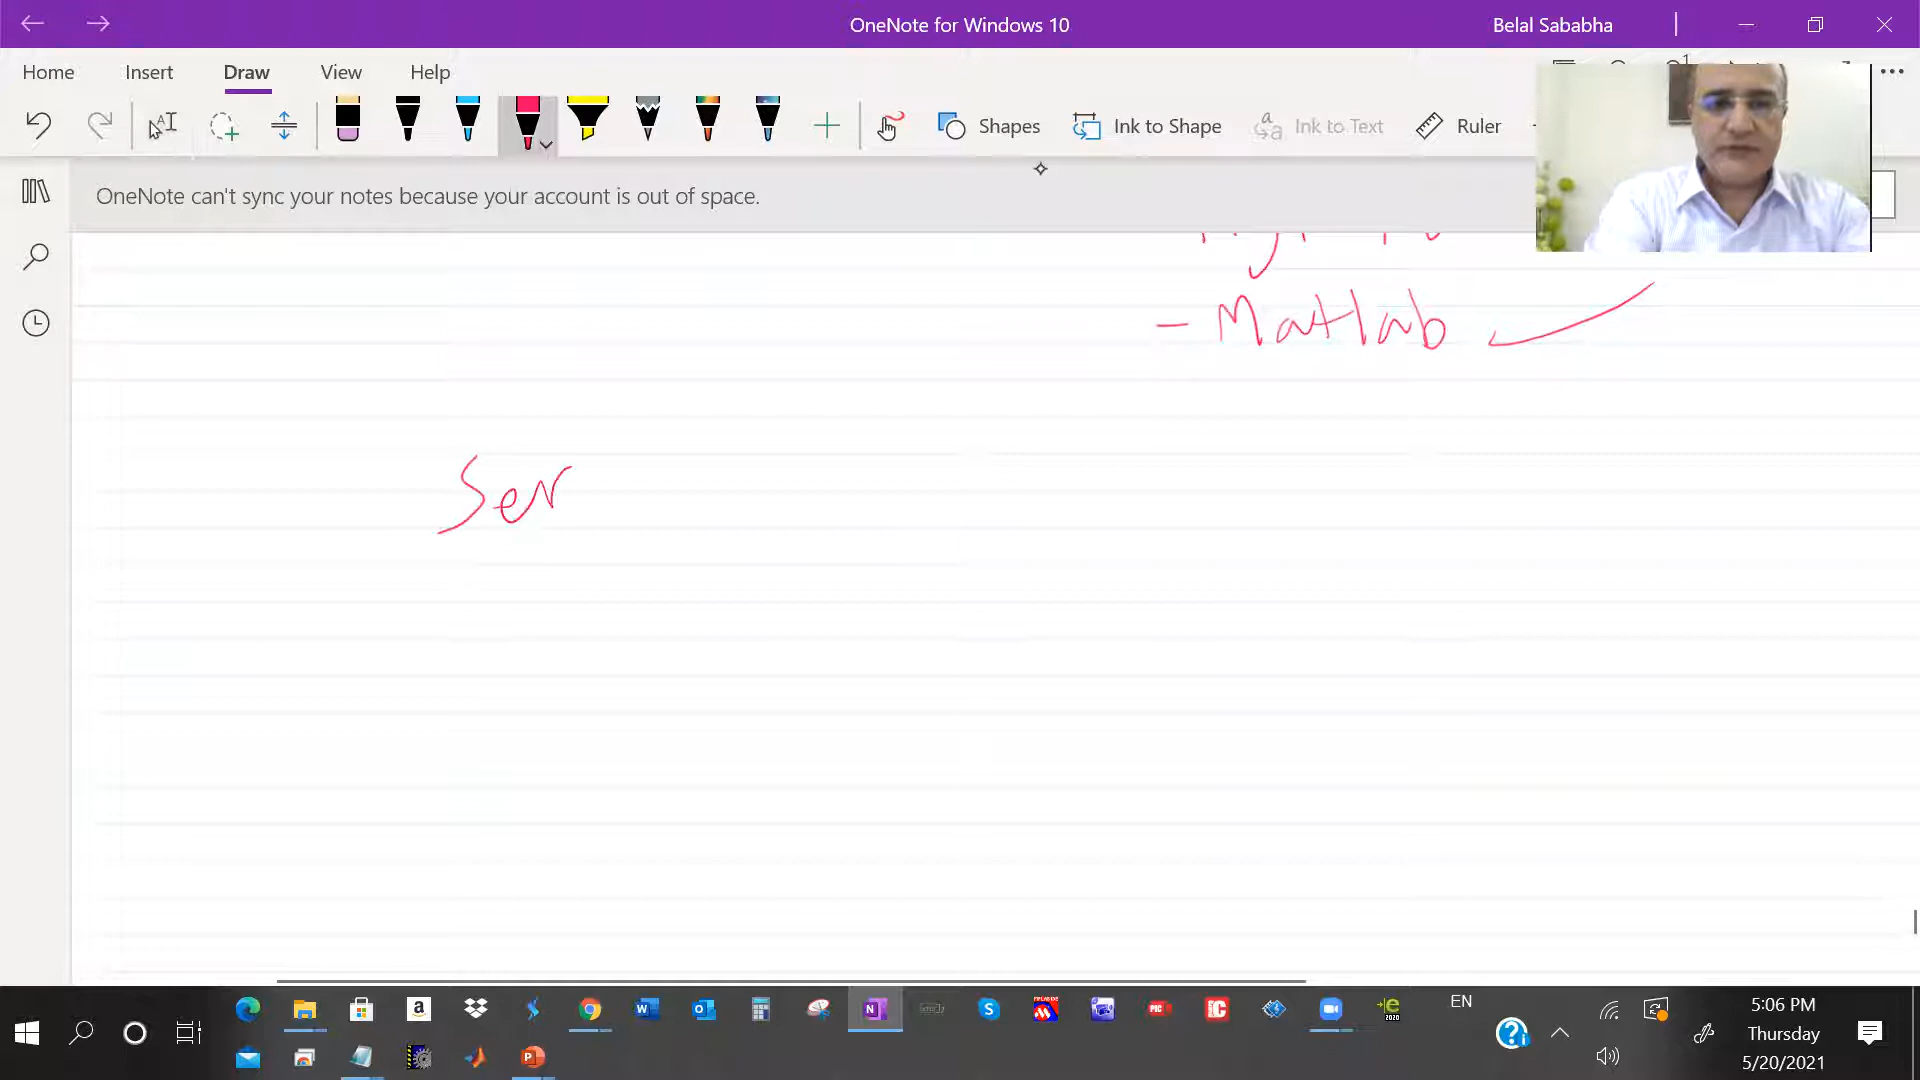 OneNote for Windows 10
Belal Sababha
Home Insert Draw View Help
Shapes Ink to Shape Ink to Text Ruler
OneNote can't sync your notes because your account is out of space.
- Matlab
Ser
EN
5:06 PM
Thursday
5/20/2021